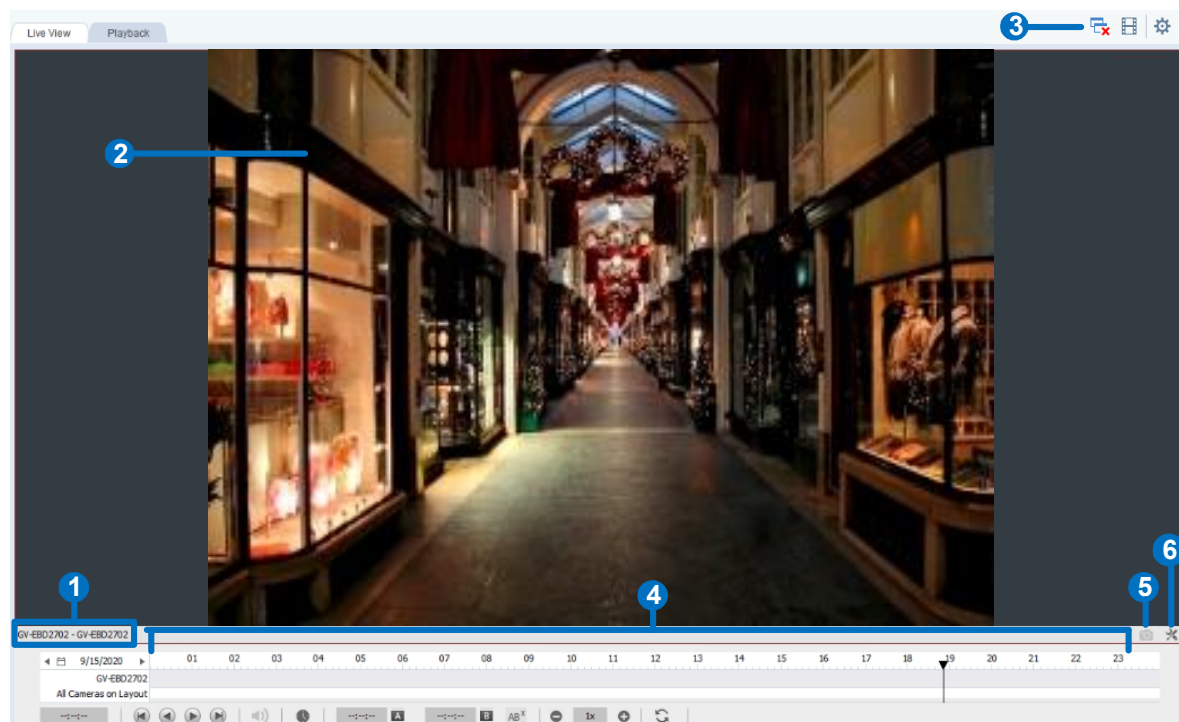 Live View Playback 3
2
1 4 5 6
GV-EBD2702 - GV-EBD2702
9/15/2020 01 02 03 04 05 06 07 08 09 10 11 12 13 14 15 16 17 18 19 20 21 22 23
GV-EBD2702
All Cameras on Layout
--:--:-- --:--:-- A --:--:-- B ABx 1x